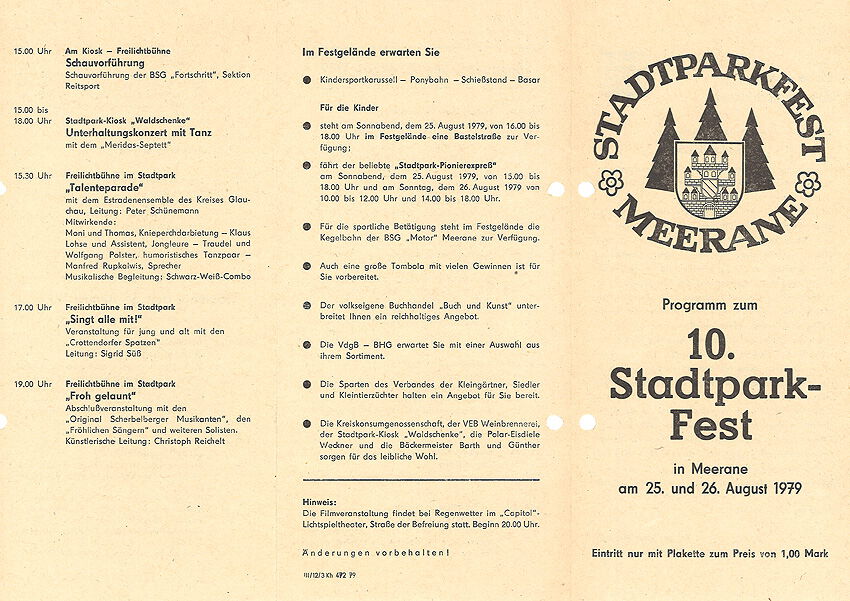 15.00 Uhr Am Kiosk – Freilichtbühne
Schauvorführung
Schauvorführung der BSG „Fortschritt", Sektion
Reitsport
15.00 bis
18.00 Uhr Stadtpark-Kiosk „Waldschenke"
Unterhaltungskonzert mit Tanz
mit dem „Meridas-Septett"
15.30 Uhr Freilichtbühne im Stadtpark
„Talenteparade"
mit dem Estradenensemble des Kreises Glau-
chau, Leitung: Peter Schünemann
Mitwirkende:
Moni und Thomas, Knieperchdarbietung – Klaus
Lohse und Assistent, Jongleure – Traudel und
Wolfgang Polster, humoristisches Tanzpaar –
Manfred Rupkalwis, Sprecher
Musikalische Begleitung: Schwarz-Weiß-Combo
17.00 Uhr Freilichtbühne im Stadtpark
„Singt alle mit!"
Veranstaltung für jung und alt mit den
„Crottendorfer Spatzen"
Leitung: Sigrid Süß
19.00 Uhr Freilichtbühne im Stadtpark
„Froh gelaunt"
Abschlußveranstaltung mit den
„Original Scherbelberger Musikanten", den
„Fröhlichen Sängern" und weiteren Solisten.
Künstlerische Leitung: Christoph Reichelt
Im Festgelände erwarten Sie
Kindersportkarussell – Ponybahn – Schießstand – Basar
Für die Kinder
steht am Sonnabend, dem 25. August 1979, von 16.00 bis
18.00 Uhr im Festgelände eine Bastelstraße zur Ver-
fügung;
fährt der beliebte „Stadtpark-Pionierexpreß"
am Sonnabend, dem 25. August 1979, von 15.00 bis
18.00 Uhr und am Sonntag, dem 26. August 1979 von
10.00 bis 12.00 Uhr und 14.00 bis 18.00 Uhr.
Für die sportliche Betätigung steht im Festgelände die
Kegelbahn der BSG „Motor" Meerane zur Verfügung.
Auch eine große Tombola mit vielen Gewinnen ist für
Sie vorbereitet.
Der volkseigene Buchhandel „Buch und Kunst" unter-
breitet Ihnen ein reichhaltiges Angebot.
Die VdgB – BHG erwartet Sie mit einer Auswahl aus
ihrem Sortiment.
Die Sparten des Verbandes der Kleingärtner, Siedler
und Kleintierzüchter halten ein Angebot für Sie bereit.
Die Kreiskonsumgenossenschaft, der VEB Weinbrennerei,
der Stadtpark-Kiosk „Waldschenke", die Polar-Eisdiele
Weckner und die Bäckermeister Barth und Günther
sorgen für das leibliche Wohl.
Hinweis:
Die Filmveranstaltung findet bei Regenwetter im „Capitol"-
Lichtspieltheater, Straße der Befreiung statt. Beginn 20.00 Uhr.
Änderungen vorbehalten!
III/12/3 Kh 472 79
STADTPARKFEST
MEERANE
Programm zum
10.
Stadtpark-
Fest
in Meerane
am 25. und 26. August 1979
Eintritt nur mit Plakette zum Preis von 1,00 Mark